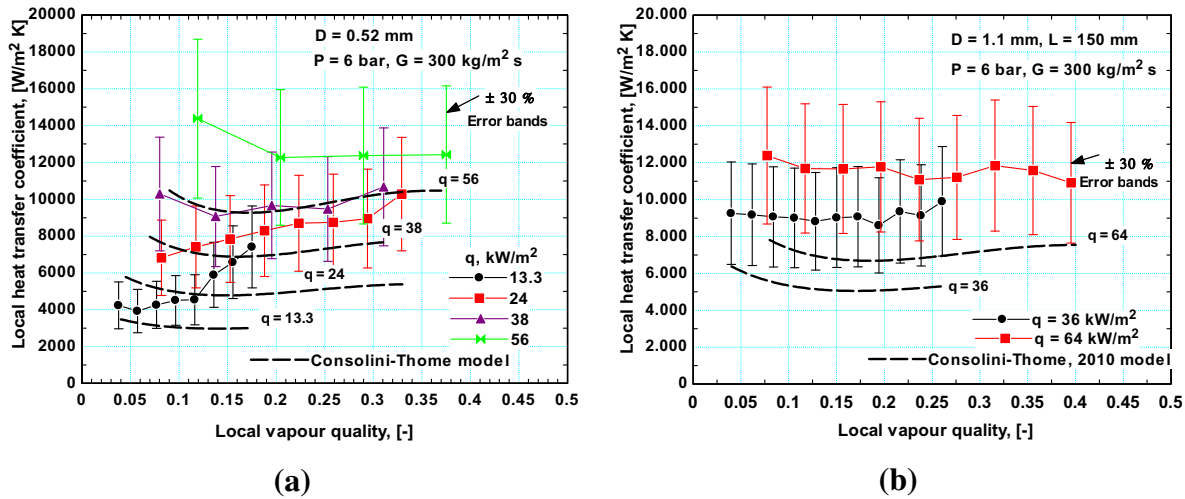 20000
18000
16000
14000
12000
10000
8000
6000
4000
2000
0
Local heat transfer coefficient, [W/m² K]
D = 0.52 mm
P = 6 bar, G = 300 kg/m² s
± 30 %
Error bands
q = 56
q = 38
q = 24
q = 13.3
q, kW/m²
13.3
24
38
56
Consolini-Thome model
0 0.05 0.1 0.15 0.2 0.25 0.3 0.35 0.4 0.45 0.5
Local vapour quality, [-]
(a)
20.000
18.000
16.000
14.000
12.000
10.000
8.000
6.000
4.000
2.000
0
Local heat transfer coefficient, [W/m² K]
D = 1.1 mm, L = 150 mm
P = 6 bar, G = 300 kg/m² s
± 30 %
Error bands
q = 64
q = 36
q = 36 kW/m²
q = 64 kW/m²
Consolini-Thome, 2010 model
0 0.05 0.1 0.15 0.2 0.25 0.3 0.35 0.4 0.45 0.5
Local vapour quality, [-]
(b)